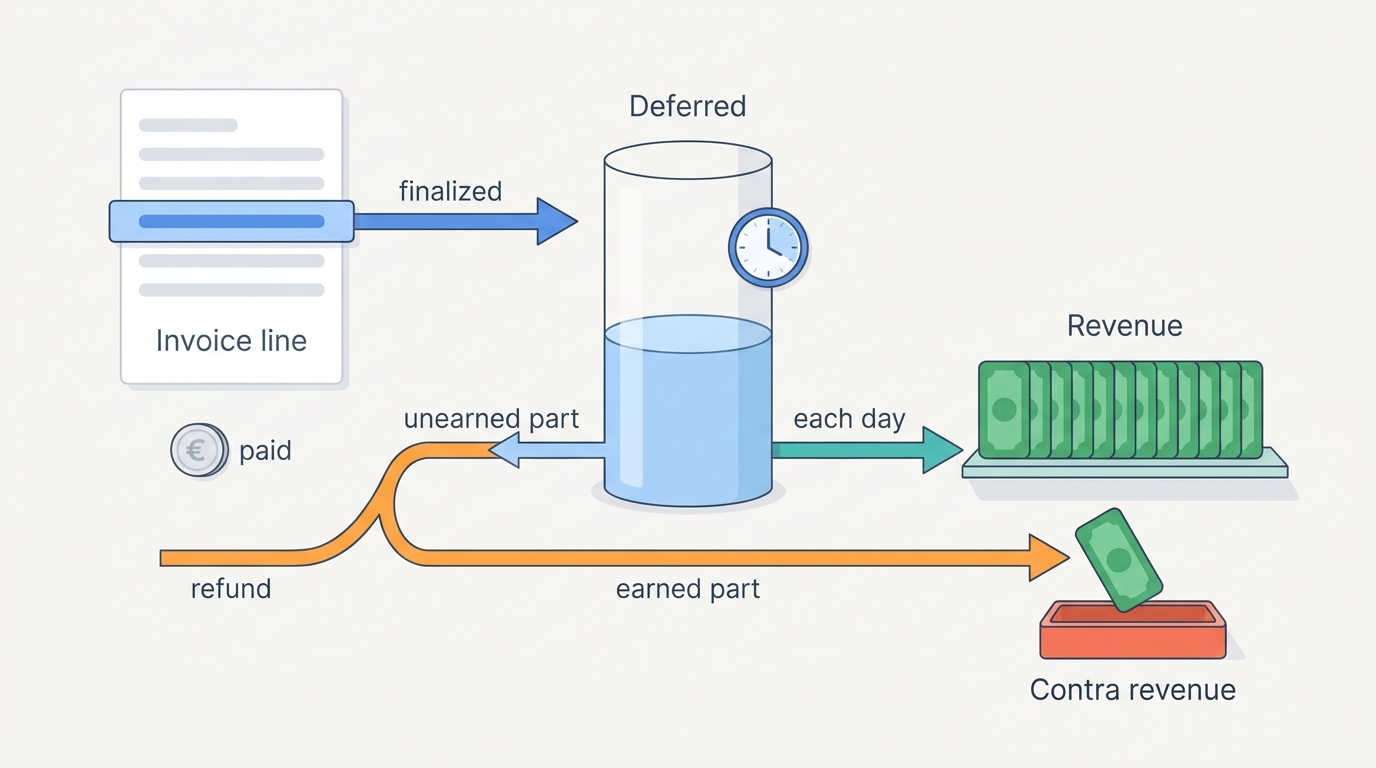 Deferred
finalized
Invoice line
Revenue
unearned part
each day
€ paid
refund
earned part
Contra revenue